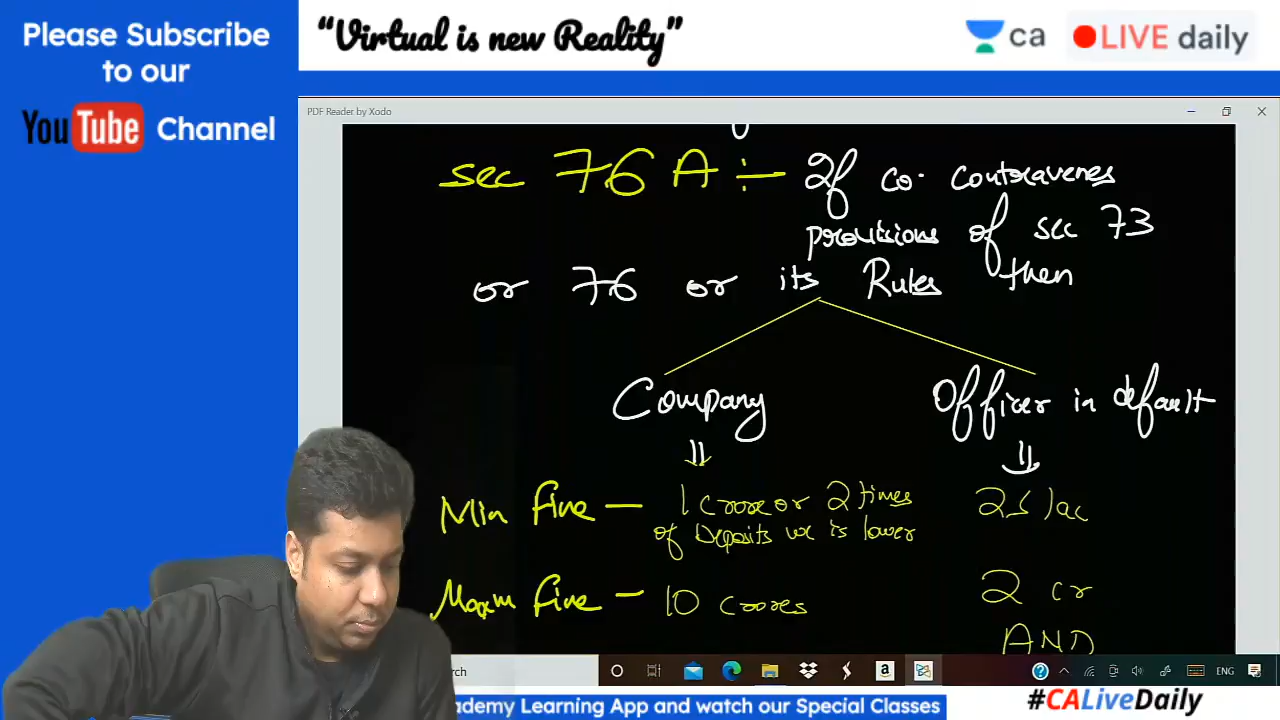 Please Subscribe
to our
YouTube Channel
“Virtual is new Reality”
ca
LIVE daily
PDF Reader by Xodo
sec 76 A :- If co. contravenes
provisions of sec 73
or 76 or its Rules then
Company
Officer in default
Min fine — 1 crore or 2 times
of Deposits wc is lower
25 lac
Maxm fine — 10 crores
2 cr
AND
rch
ENG
ademy Learning App and watch our Special Classes
#CALiveDaily